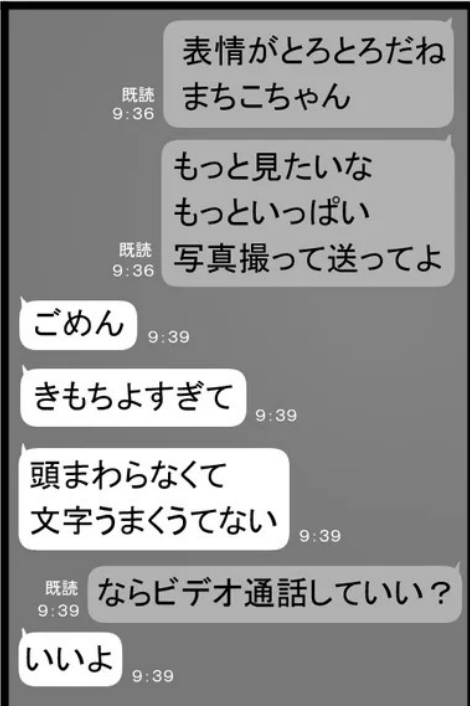 表情がとろとろだね
まちこちゃん
既読
9:36
もっと見たいな
もっといっぱい
写真撮って送ってよ
既読
9:36
ごめん
9:39
きもちよすぎて
9:39
頭まわらなくて
文字うまくうてない
9:39
ならビデオ通話していい？
既読
9:39
いいよ
9:39